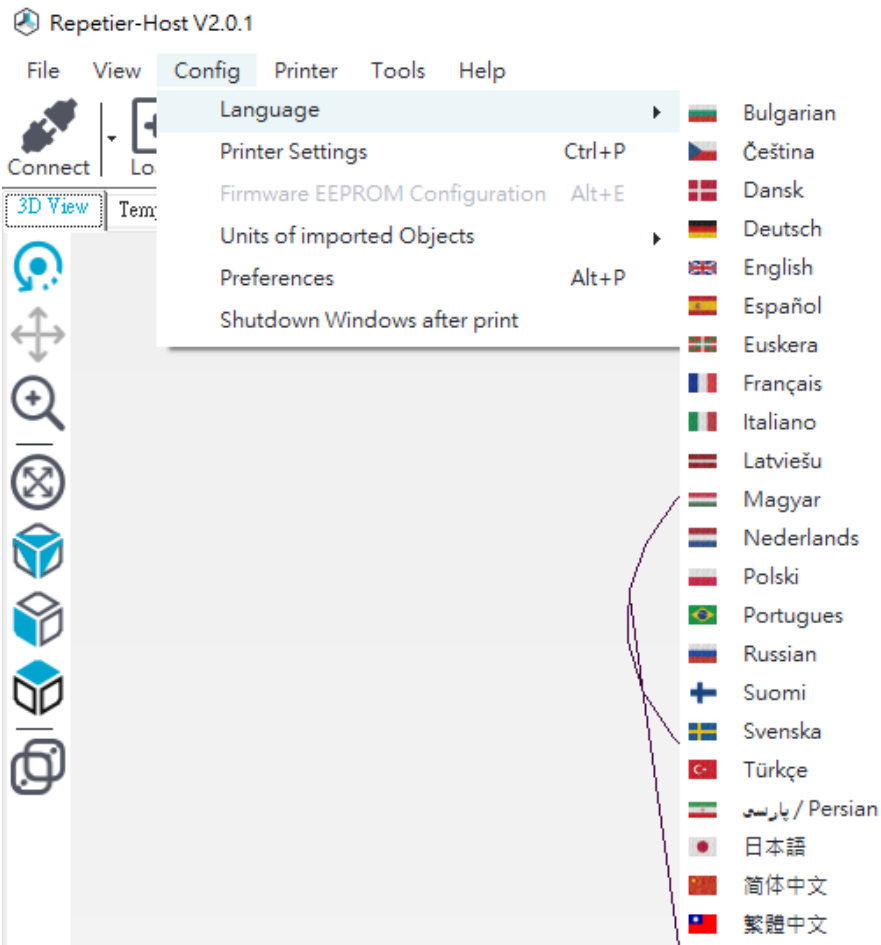 Repetier-Host V2.0.1
File View Config Printer Tools Help
Connect
3D View
Language
Printer Settings Ctrl+P
Firmware EEPROM Configuration Alt+E
Units of imported Objects
Preferences Alt+P
Shutdown Windows after print
Bulgarian
Čeština
Dansk
Deutsch
English
Español
Euskera
Français
Italiano
Latviešu
Magyar
Nederlands
Polski
Portugues
Russian
Suomi
Svenska
Türkçe
پارسی / Persian
日本語
简体中文
繁體中文